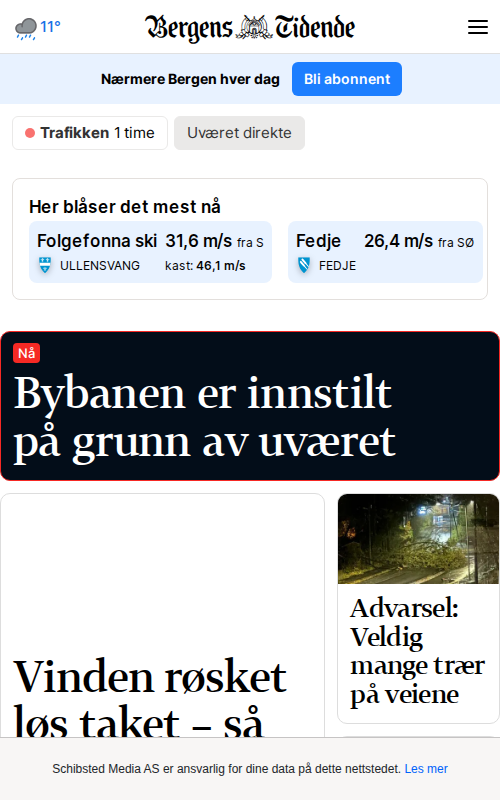 11°
Bergens Tidende
Nærmere Bergen hver dag
Bli abonnent
Trafikken 1 time
Uværet direkte
Her blåser det mest nå
Folgefonna ski 31,6 m/s fra S
ULLENSVANG kast: 46,1 m/s
Fedje 26,4 m/s fra SØ
FEDJE
Nå
Bybanen er innstilt
på grunn av uværet
Vinden røsket
løs taket – så
Advarsel:
Veldig
mange trær
på veiene
Schibsted Media AS er ansvarlig for dine data på dette nettstedet. Les mer